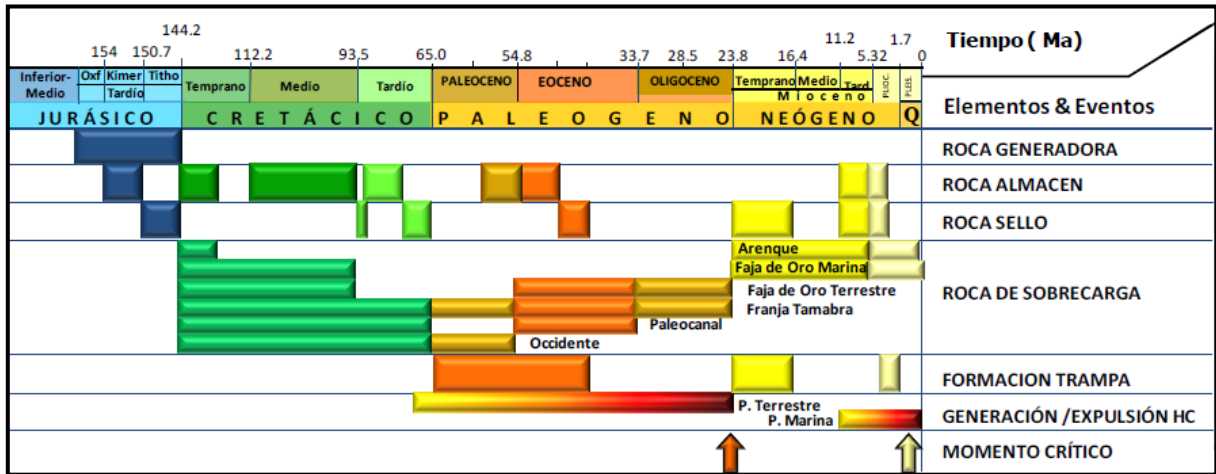 144.2
11.2
1.7
Tiempo ( Ma)
154
150.7
112.2
93.5
65.0
54.8
33.7
28.5
23.8
16,4
5.32
0
Inferior-
Medio
Oxf
Kimer
Titho
Tardío
Temprano
Medio
Tardío
PALEOCENO
EOCENO
OLIGOCENO
Temprano
Medio
Tard
Mioceno
PLIOC.
PLEIS.
Elementos & Eventos
JURÁSICO
CRETÁCICO
PALEOGENO
NEÓGENO
Q
ROCA GENERADORA
ROCA ALMACEN
ROCA SELLO
Arenque
Faja de Oro Marina
Faja de Oro Terrestre
ROCA DE SOBRECARGA
Franja Tamabra
Paleocanal
Occidente
FORMACION TRAMPA
P. Terrestre
P. Marina
GENERACIÓN /EXPULSIÓN HC
MOMENTO CRÍTICO